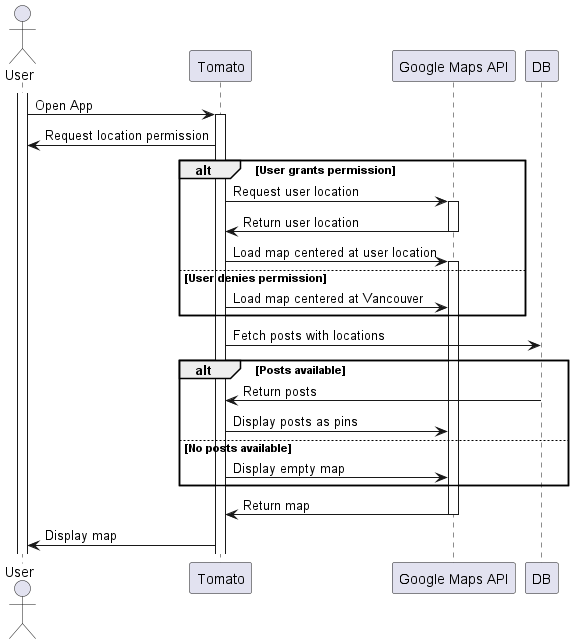 User
Tomato
Google Maps API
DB
Open App
Request location permission
alt
[User grants permission]
Request user location
Return user location
Load map centered at user location
[User denies permission]
Load map centered at Vancouver
Fetch posts with locations
alt
[Posts available]
Return posts
Display posts as pins
[No posts available]
Display empty map
Return map
Display map
User
Tomato
Google Maps API
DB